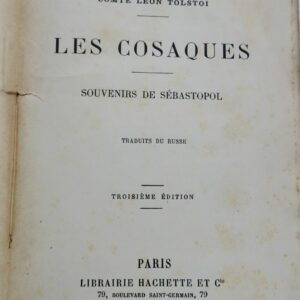 COMTE LÉON TOLSTOÏ
LES COSAQUES
SOUVENIRS DE SÉBASTOPOL
TRADUITS DU RUSSE
TROISIÈME ÉDITION
PARIS
LIBRAIRIE HACHETTE ET Cie
79, BOULEVARD SAINT-GERMAIN, 79